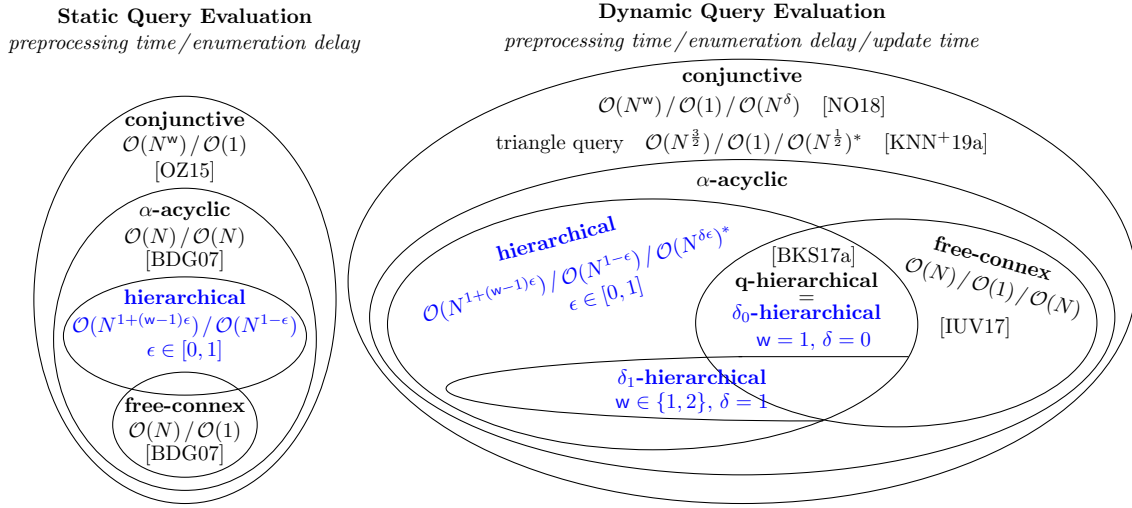 Static Query Evaluation
preprocessing time / enumeration delay
conjunctive
𝒪(N^w) / 𝒪(1)
[OZ15]
α-acyclic
𝒪(N) / 𝒪(N)
[BDG07]
hierarchical
𝒪(N^{1+(w−1)ϵ}) / 𝒪(N^{1−ϵ})
ϵ ∈ [0, 1]
free-connex
𝒪(N) / 𝒪(1)
[BDG07]
Dynamic Query Evaluation
preprocessing time / enumeration delay / update time
conjunctive
𝒪(N^w) / 𝒪(1) / 𝒪(N^δ) [NO18]
triangle query 𝒪(N^{3/2}) / 𝒪(1) / 𝒪(N^{1/2})* [KNN+19a]
α-acyclic
hierarchical
𝒪(N^{1+(w−1)ϵ}) / 𝒪(N^{1−ϵ}) / 𝒪(N^{δϵ})*
ϵ ∈ [0, 1]
[BKS17a]
q-hierarchical
=
δ₀-hierarchical
w = 1, δ = 0
free-connex
𝒪(N) / 𝒪(1) / 𝒪(N)
[IUV17]
δ₁-hierarchical
w ∈ {1, 2}, δ = 1